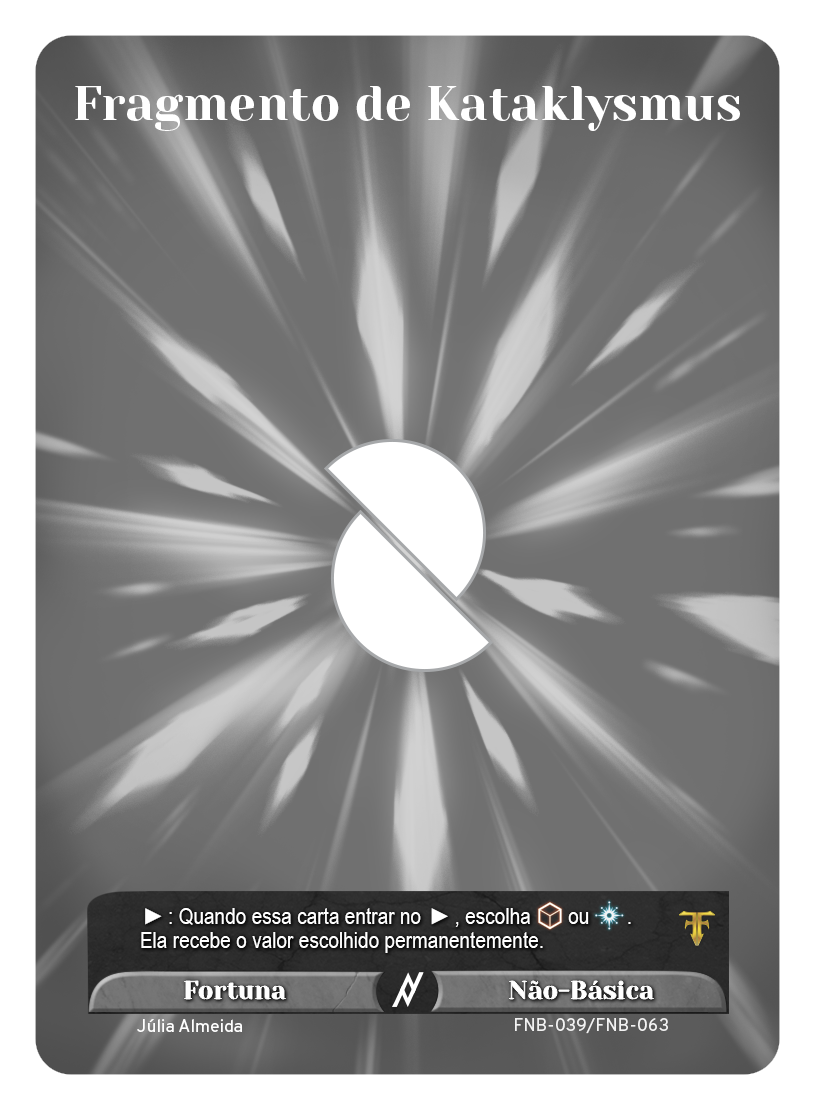 Fragmento de Kataklysmus
► : Quando essa carta entrar no ► , escolha ou .
Ela recebe o valor escolhido permanentemente.
Fortuna
Não-Básica
Júlia Almeida
FNB-039/FNB-063